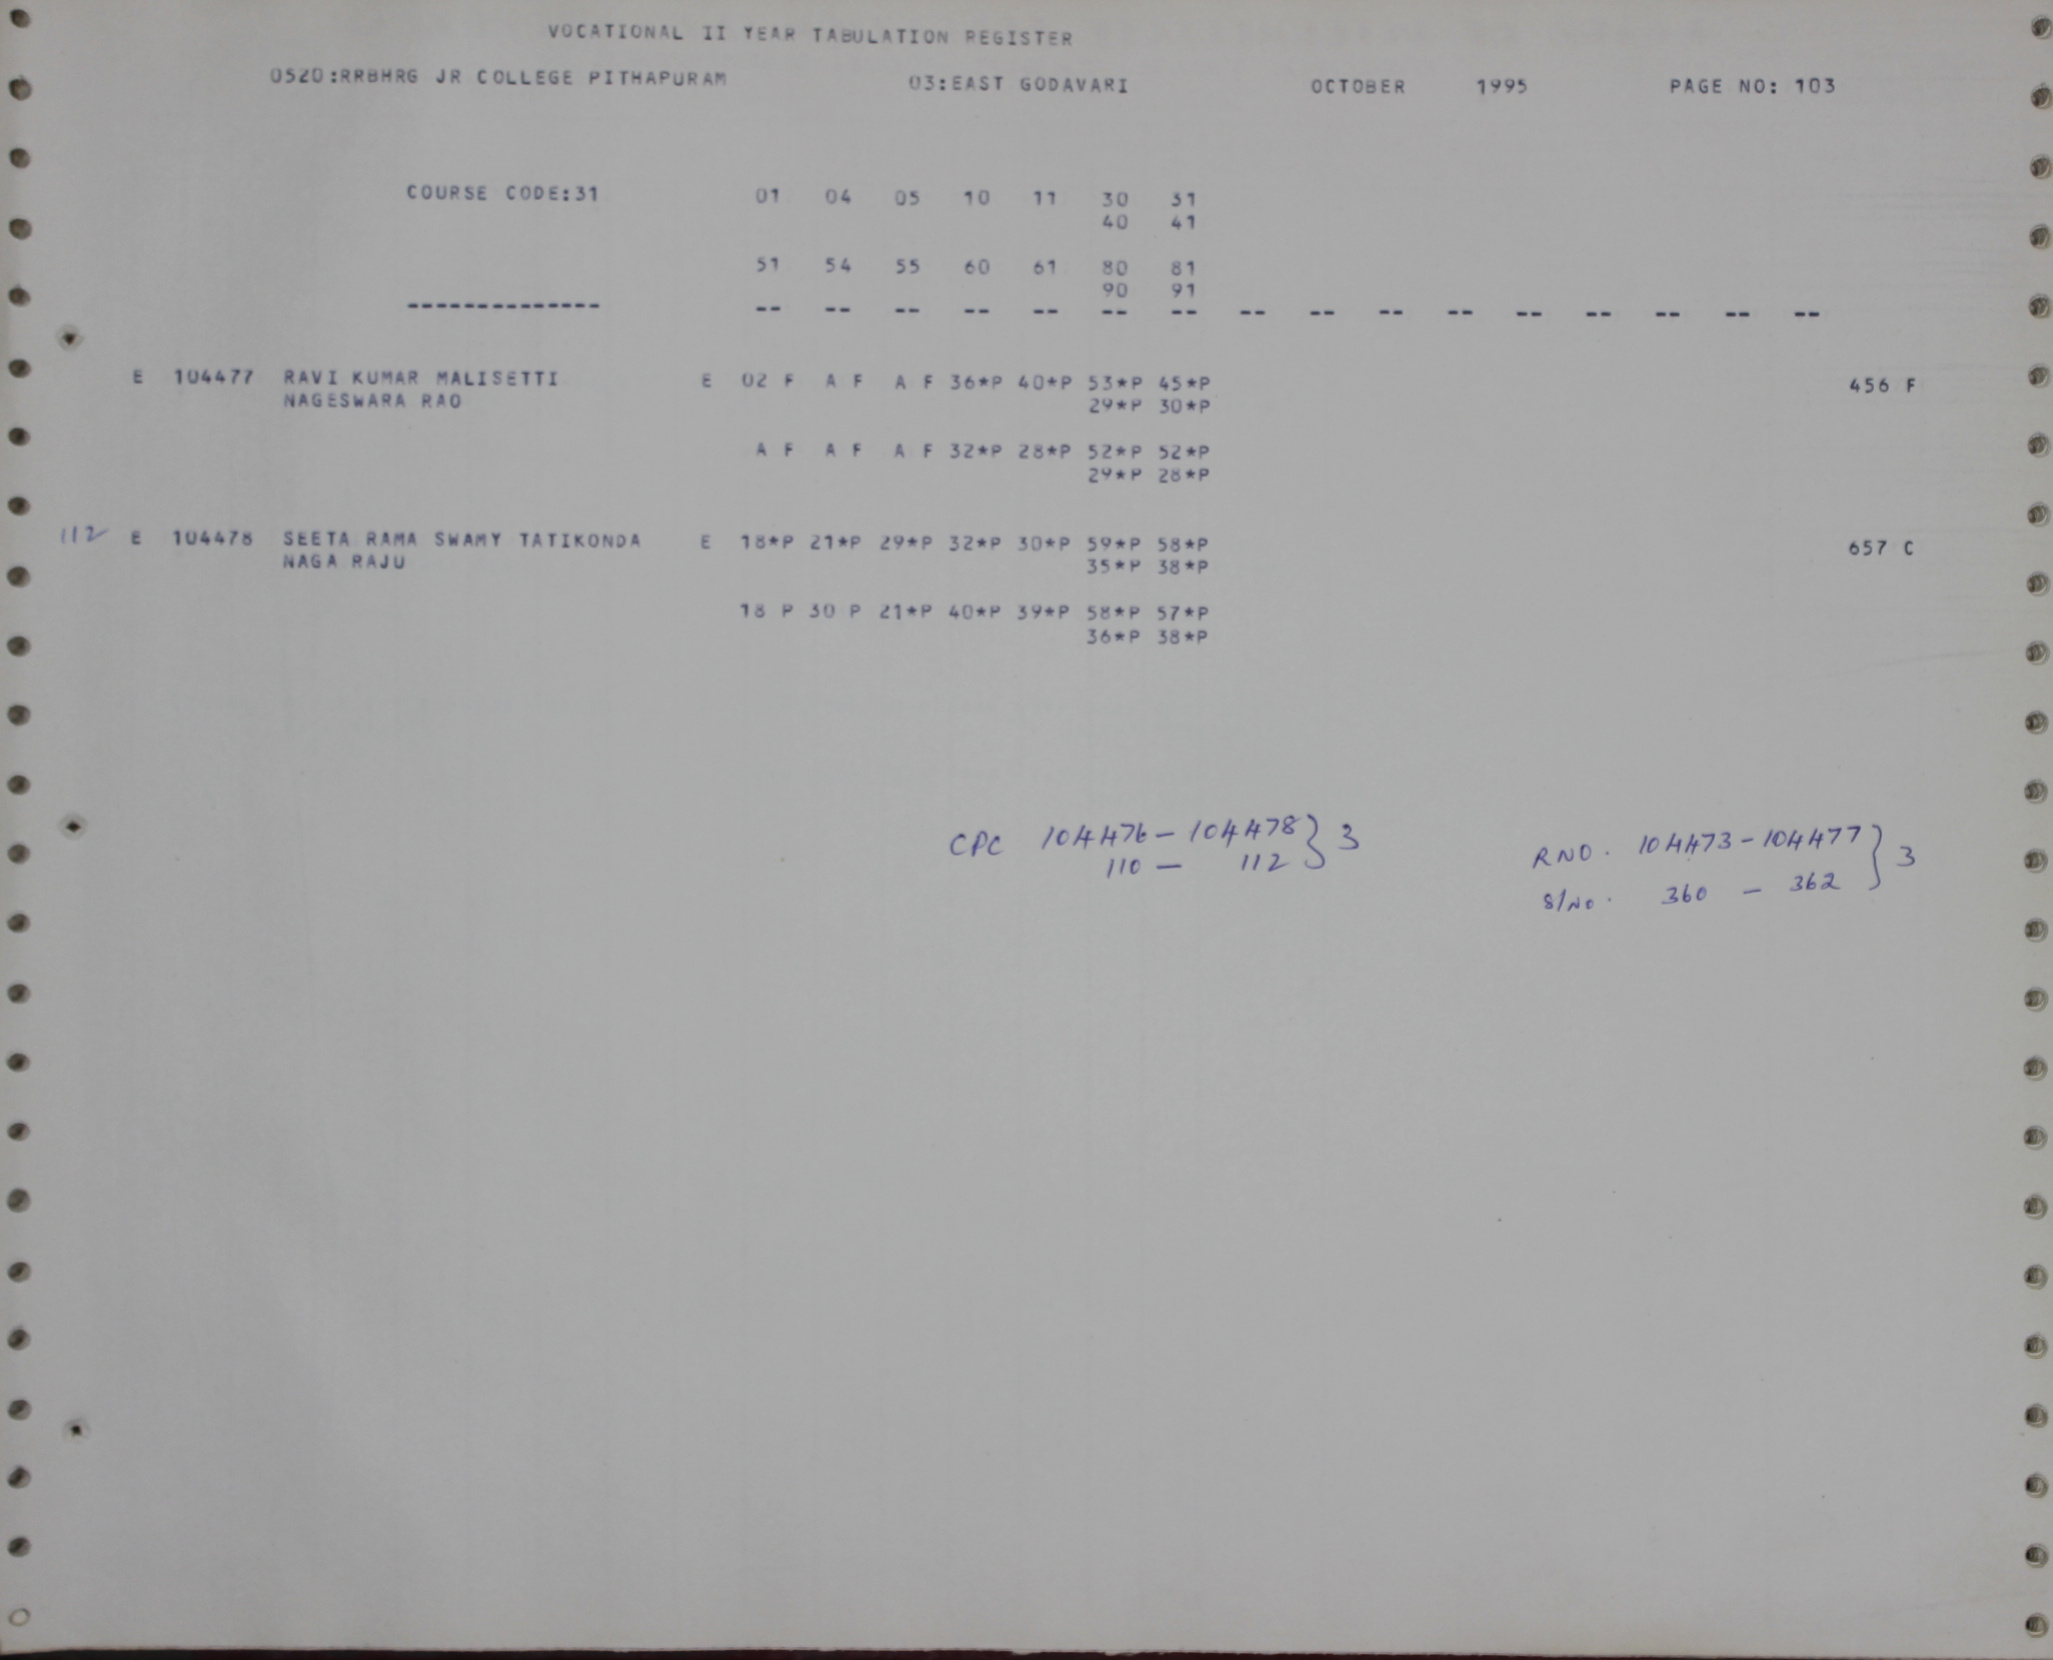 VOCATIONAL II YEAR TABULATION REGISTER
0520:RRBHRG JR COLLEGE PITHAPURAM 03:EAST GODAVARI OCTOBER 1995 PAGE NO: 103
COURSE CODE:31 01 04 05 10 11 30 31
40 41
51 54 55 60 61 80 81
90 91
-------------- -- -- -- -- -- -- -- -- -- -- -- -- -- -- -- --
E 104477 RAVI KUMAR MALISETTI E 02 F A F A F 36*P 40*P 53*P 45*P 456 F
NAGESWARA RAO 29*P 30*P
A F A F A F 32*P 28*P 52*P 52*P
29*P 28*P
112 E 104478 SEETA RAMA SWAMY TATIKONDA E 18*P 21*P 29*P 32*P 30*P 59*P 58*P 657 C
NAGA RAJU 35*P 38*P
18 P 30 P 21*P 40*P 39*P 58*P 57*P
36*P 38*P
CPC 104476-104478} 3
110 - 112
RNO. 104473-104477} 3
S/No. 360 - 362